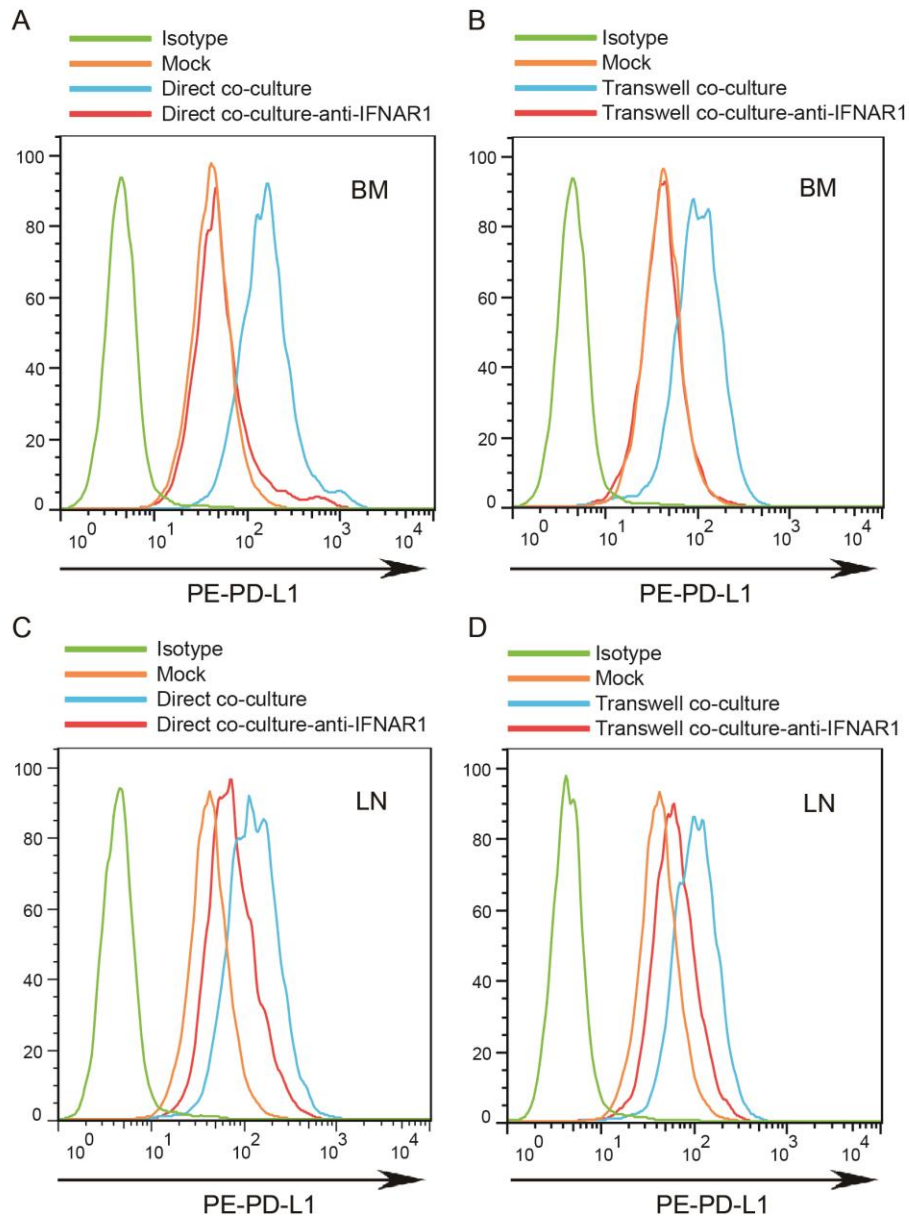 A
Isotype
Mock
Direct co-culture
Direct co-culture-anti-IFNAR1
100
80
60
40
20
0
BM
10^0 10^1 10^2 10^3 10^4
PE-PD-L1
B
Isotype
Mock
Transwell co-culture
Transwell co-culture-anti-IFNAR1
100
80
60
40
20
0
BM
10^0 10^1 10^2 10^3 10^4
PE-PD-L1
C
Isotype
Mock
Direct co-culture
Direct co-culture-anti-IFNAR1
100
80
60
40
20
0
LN
10^0 10^1 10^2 10^3 10^4
PE-PD-L1
D
Isotype
Mock
Transwell co-culture
Transwell co-culture-anti-IFNAR1
100
80
60
40
20
0
LN
10^0 10^1 10^2 10^3 10^4
PE-PD-L1